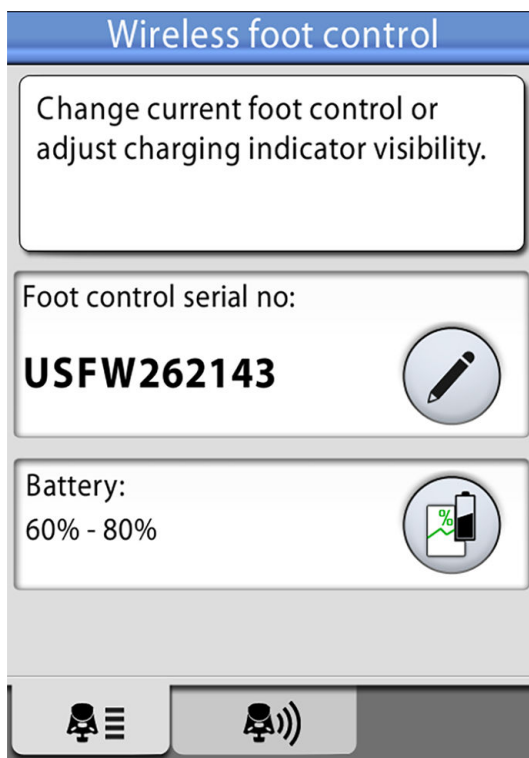 Wireless foot control
Change current foot control or
adjust charging indicator visibility.
Foot control serial no:
USFW262143
Battery:
60% - 80%
%